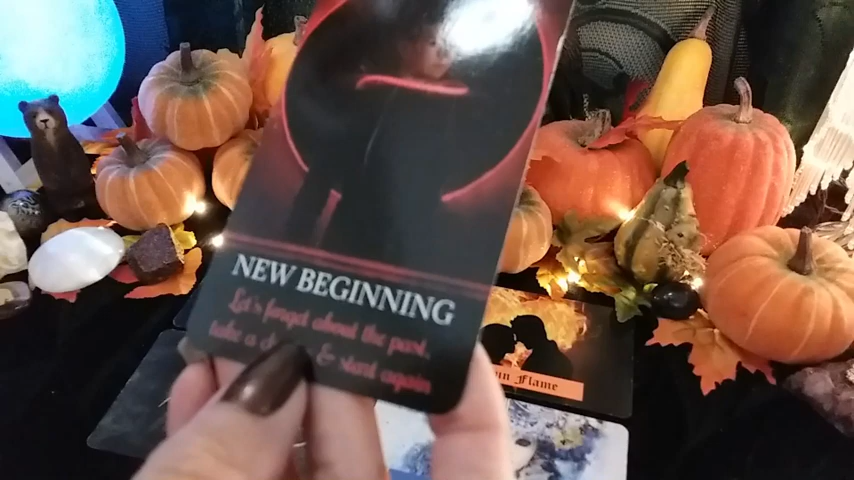 NEW BEGINNING
Let's forget about the past,
take a & start again
Flame